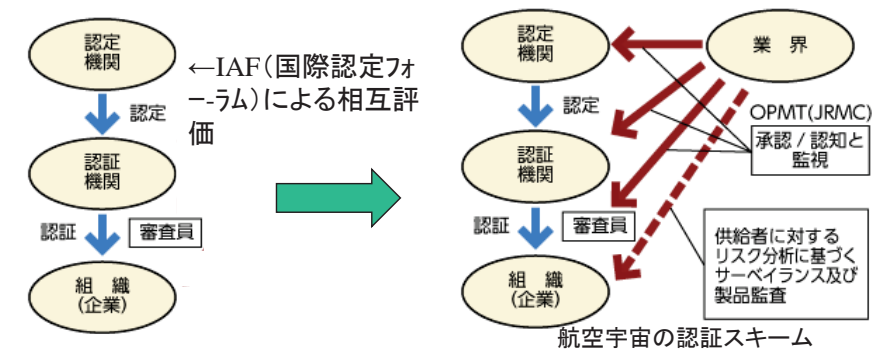 認定
機関
←IAF(国際認定フォ
ー-ラム)による相互評
価
認定
認証
機関
認証
審査員
組 織
(企業)
認定
機関
業 界
認定
OPMT(JRMC)
承認/認知と
監視
認証
機関
認証
審査員
供給者に対する
リスク分析に基づく
サーベイランス及び
製品監査
組 織
(企業)
航空宇宙の認証スキーム